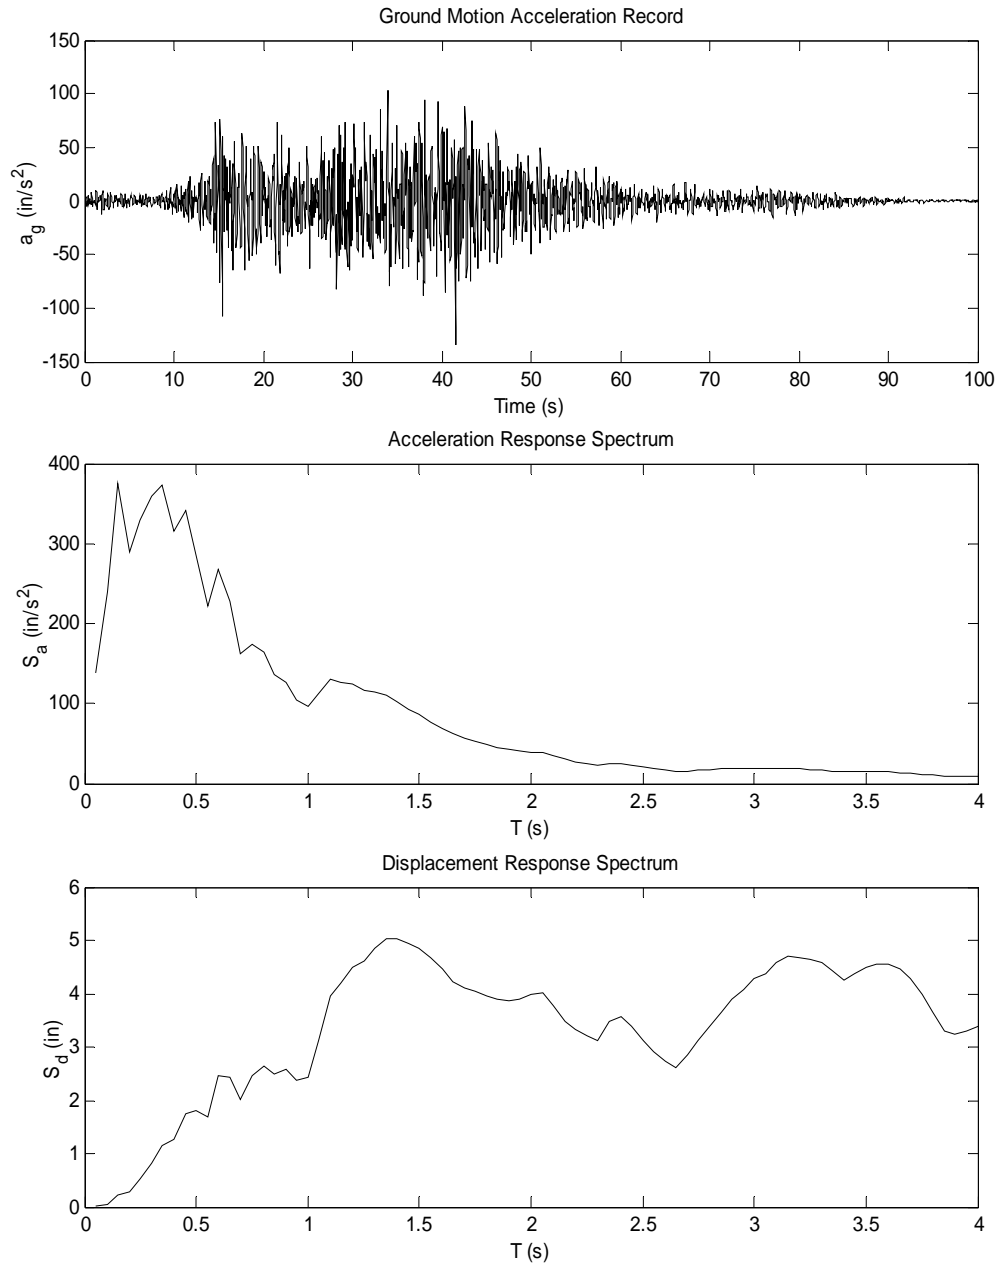 Ground Motion Acceleration Record
150
100
50
0
-50
-100
-150
a_g (in/s^2)
0 10 20 30 40 50 60 70 80 90 100
Time (s)
Acceleration Response Spectrum
400
300
200
100
0
S_a (in/s^2)
0 0.5 1 1.5 2 2.5 3 3.5 4
T (s)
Displacement Response Spectrum
6
5
4
3
2
1
0
S_d (in)
0 0.5 1 1.5 2 2.5 3 3.5 4
T (s)